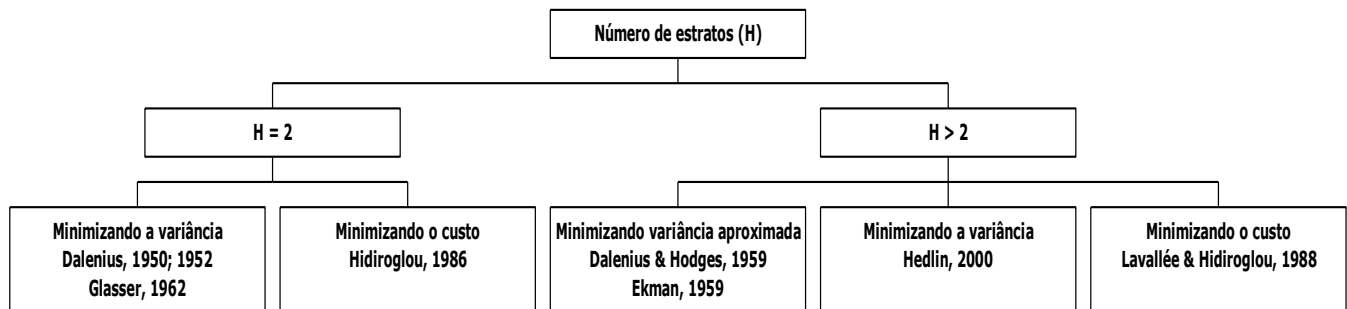 Número de estratos (H)
H = 2
H > 2
Minimizando a variância
Dalenius, 1950; 1952
Glasser, 1962
Minimizando o custo
Hidiroglou, 1986
Minimizando variância aproximada
Dalenius & Hodges, 1959
Ekman, 1959
Minimizando a variância
Hedlin, 2000
Minimizando o custo
Lavallée & Hidiroglou, 1988